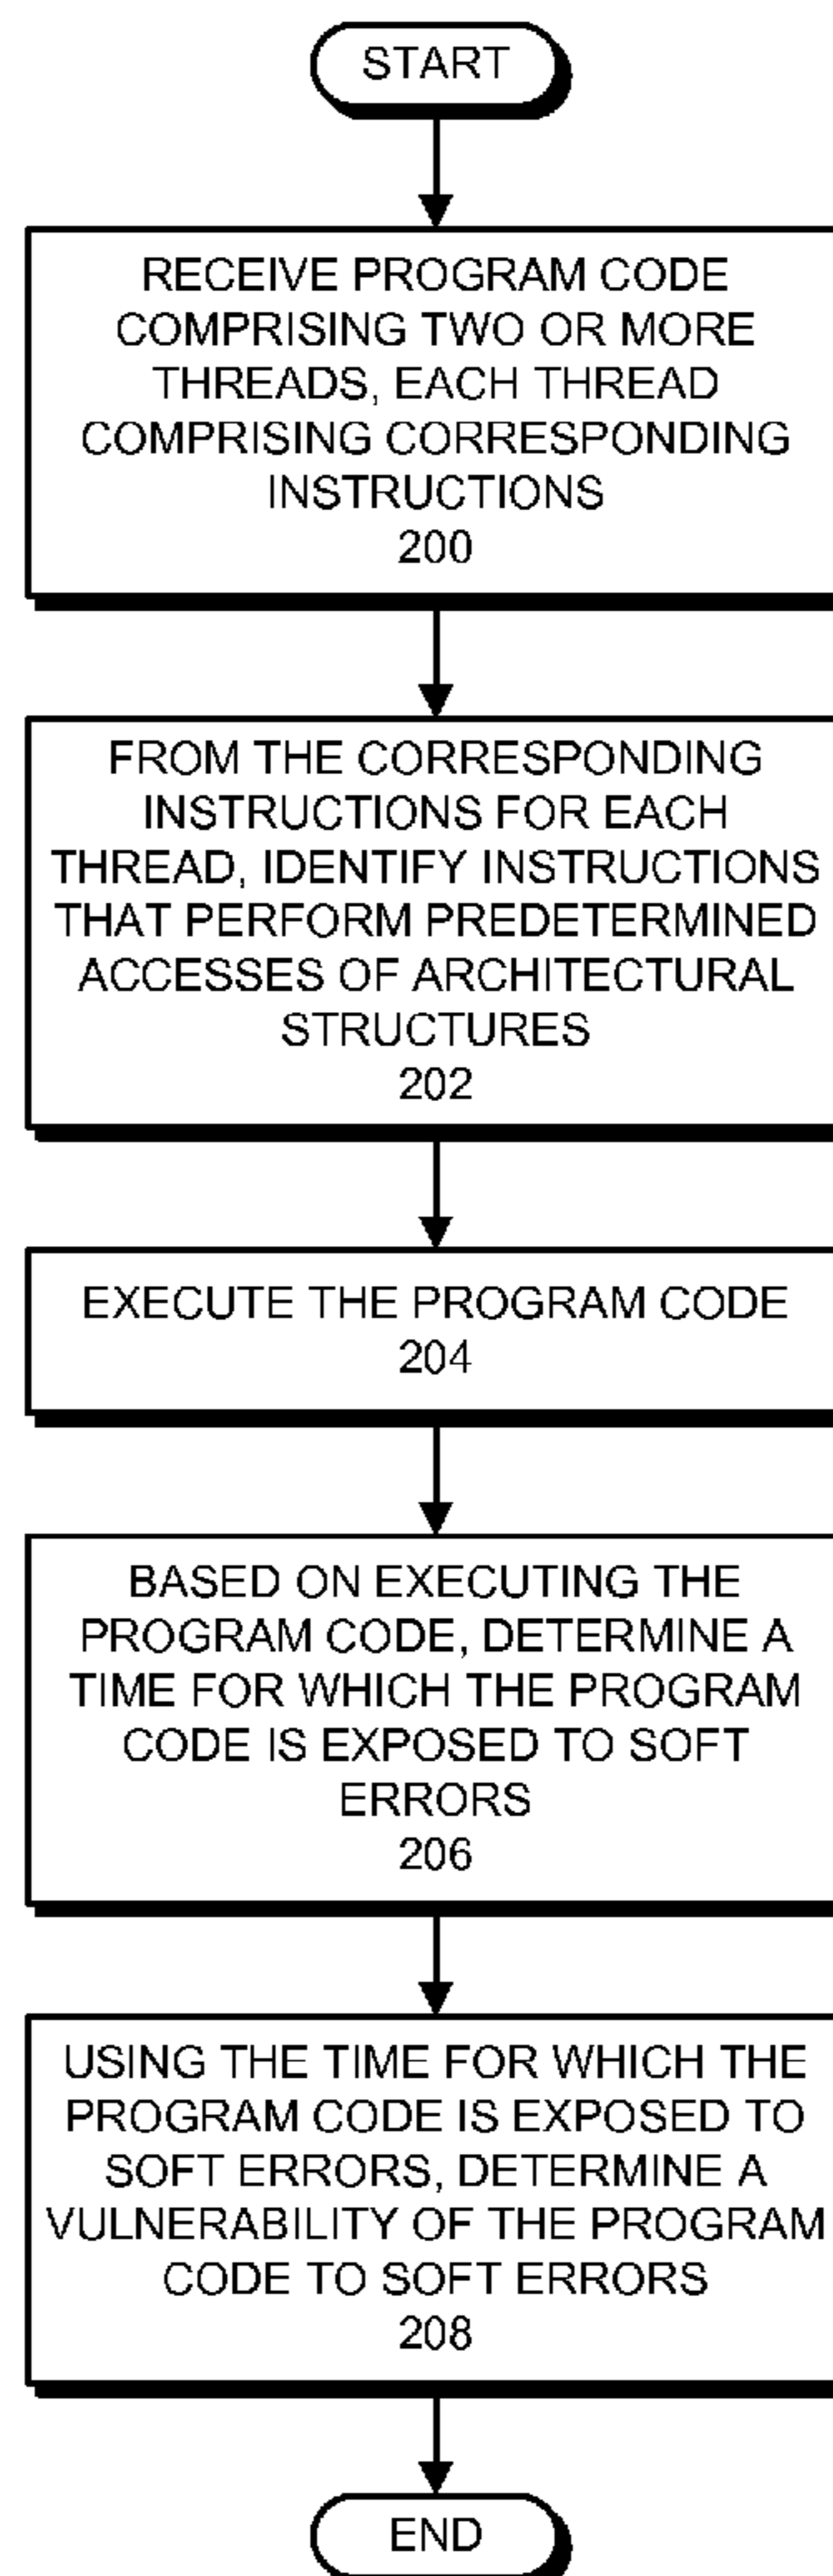 START
RECEIVE PROGRAM CODE
COMPRISING TWO OR MORE
THREADS, EACH THREAD
COMPRISING CORRESPONDING
INSTRUCTIONS
200
FROM THE CORRESPONDING
INSTRUCTIONS FOR EACH
THREAD, IDENTIFY INSTRUCTIONS
THAT PERFORM PREDETERMINED
ACCESSES OF ARCHITECTURAL
STRUCTURES
202
EXECUTE THE PROGRAM CODE
204
BASED ON EXECUTING THE
PROGRAM CODE, DETERMINE A
TIME FOR WHICH THE PROGRAM
CODE IS EXPOSED TO SOFT
ERRORS
206
USING THE TIME FOR WHICH THE
PROGRAM CODE IS EXPOSED TO
SOFT ERRORS, DETERMINE A
VULNERABILITY OF THE PROGRAM
CODE TO SOFT ERRORS
208
END